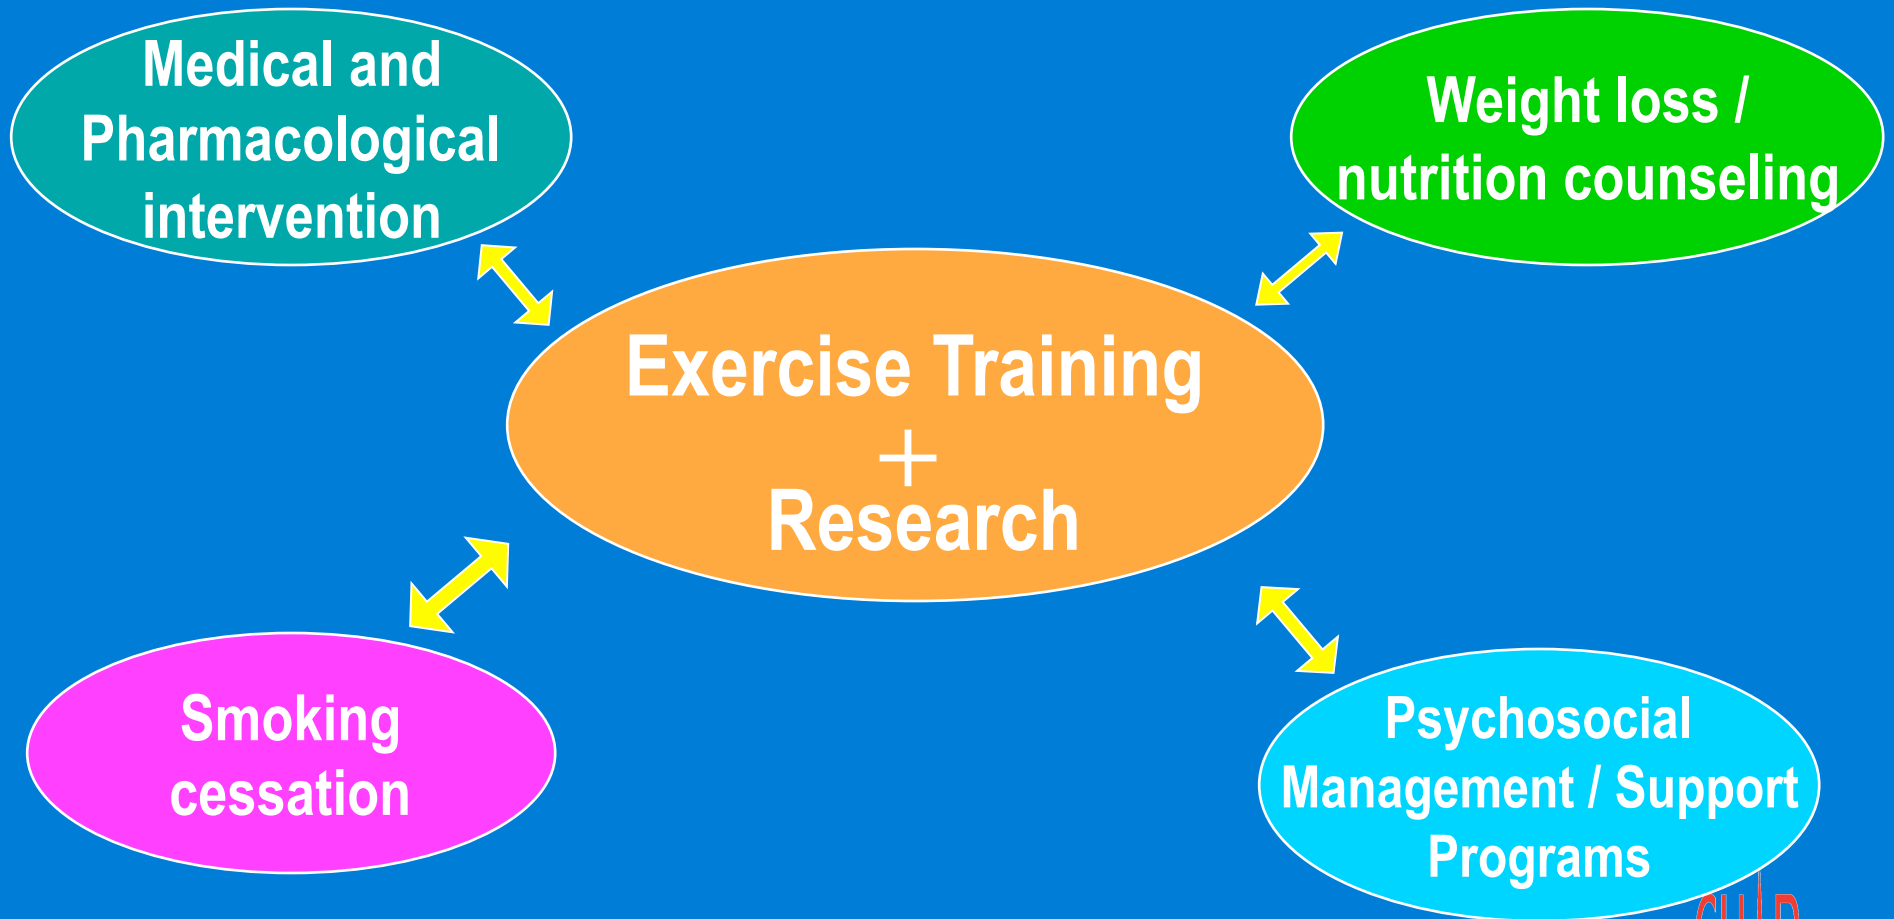 Medical and
Pharmacological
intervention
Weight loss /
nutrition counseling
Exercise Training
+
Research
Smoking
cessation
Psychosocial
Management / Support
Programs